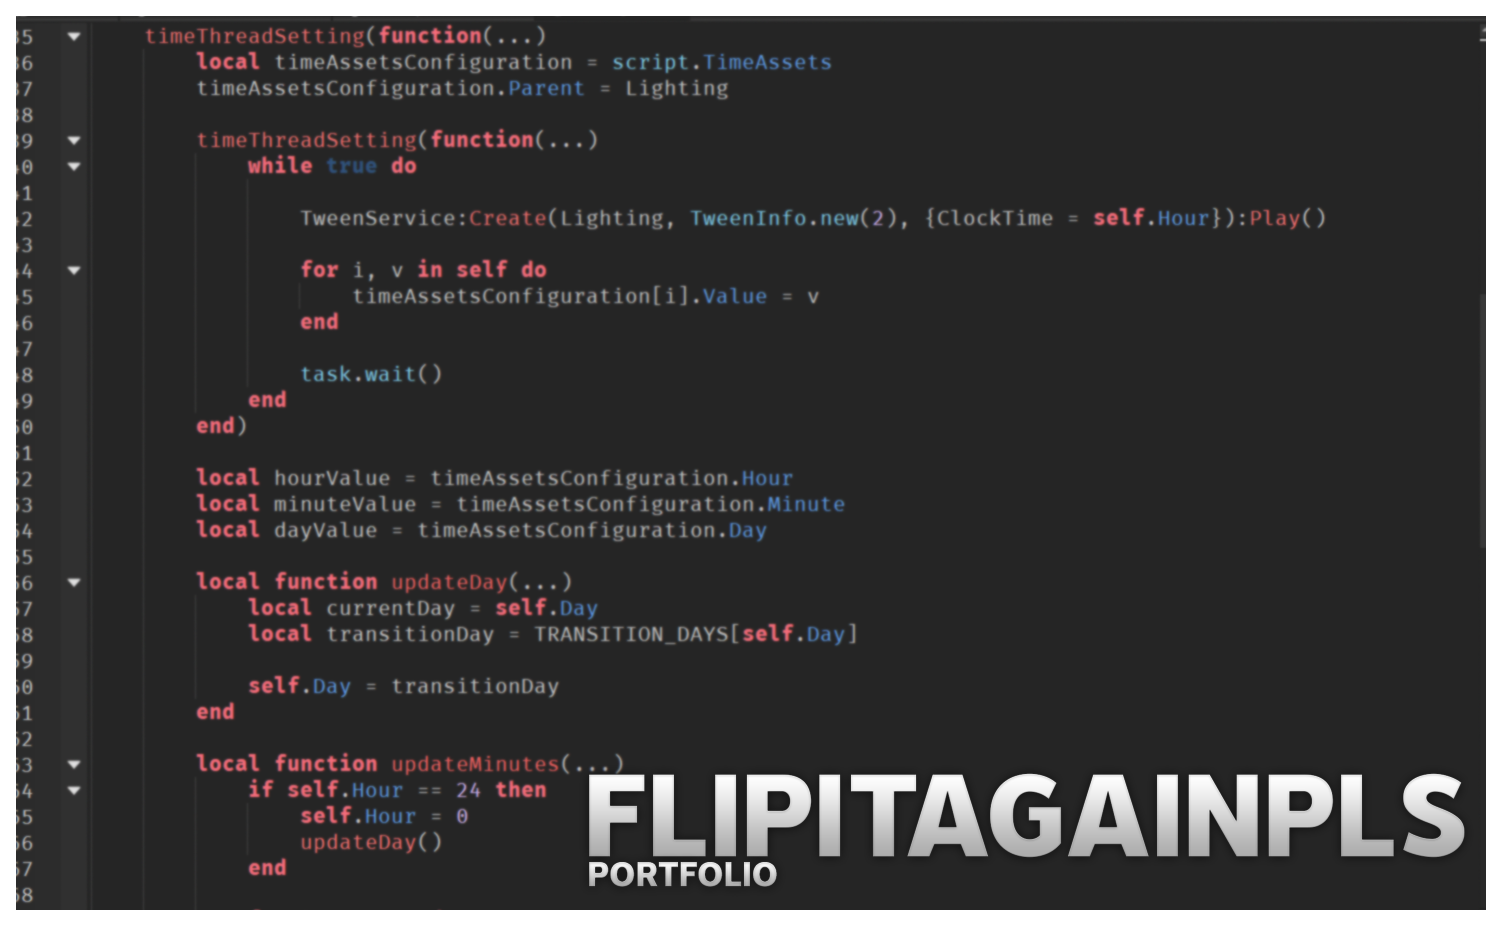 35 timeThreadSetting(function(...)
36 local timeAssetsConfiguration = script.TimeAssets
37 timeAssetsConfiguration.Parent = Lighting
38
39 timeThreadSetting(function(...)
40 while true do
41
42 TweenService:Create(Lighting, TweenInfo.new(2), {ClockTime = self.Hour}):Play()
43
44 for i, v in self do
45 timeAssetsConfiguration[i].Value = v
46 end
47
48 task.wait()
49 end
50 end)
51
52 local hourValue = timeAssetsConfiguration.Hour
53 local minuteValue = timeAssetsConfiguration.Minute
54 local dayValue = timeAssetsConfiguration.Day
55
56 local function updateDay(...)
57 local currentDay = self.Day
58 local transitionDay = TRANSITION_DAYS[self.Day]
59
60 self.Day = transitionDay
61 end
62
63 local function updateMinutes(...)
64 if self.Hour == 24 then
65 self.Hour = 0
66 updateDay()
67 end
68
FLIPITAGAINPLS
PORTFOLIO